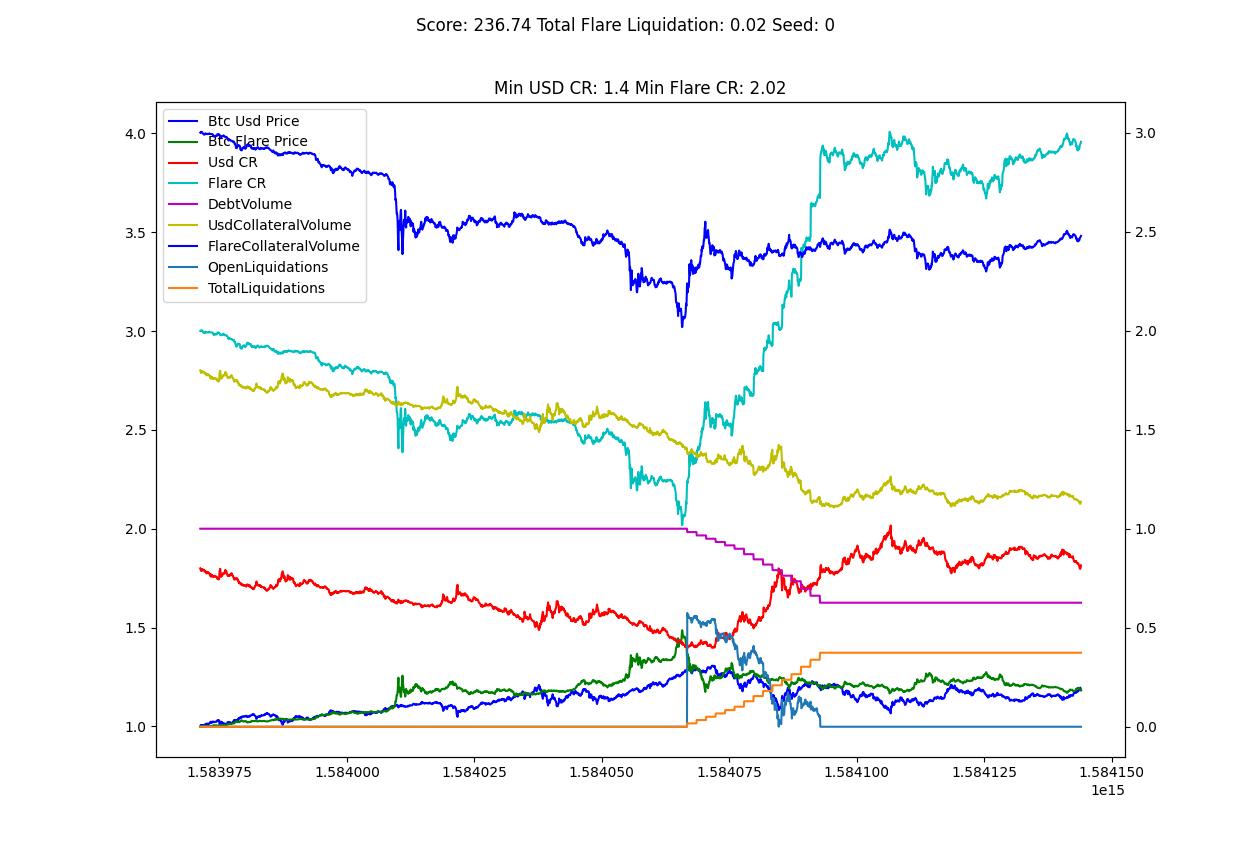 Score: 236.74 Total Flare Liquidation: 0.02 Seed: 0
Min USD CR: 1.4 Min Flare CR: 2.02
Btc Usd Price
Btc Flare Price
Usd CR
Flare CR
DebtVolume
UsdCollateralVolume
FlareCollateralVolume
OpenLiquidations
TotalLiquidations
4.0
3.5
3.0
2.5
2.0
1.5
1.0
3.0
2.5
2.0
1.5
1.0
0.5
0.0
1.583975 1.584000 1.584025 1.584050 1.584075 1.584100 1.584125 1.584150
1e15